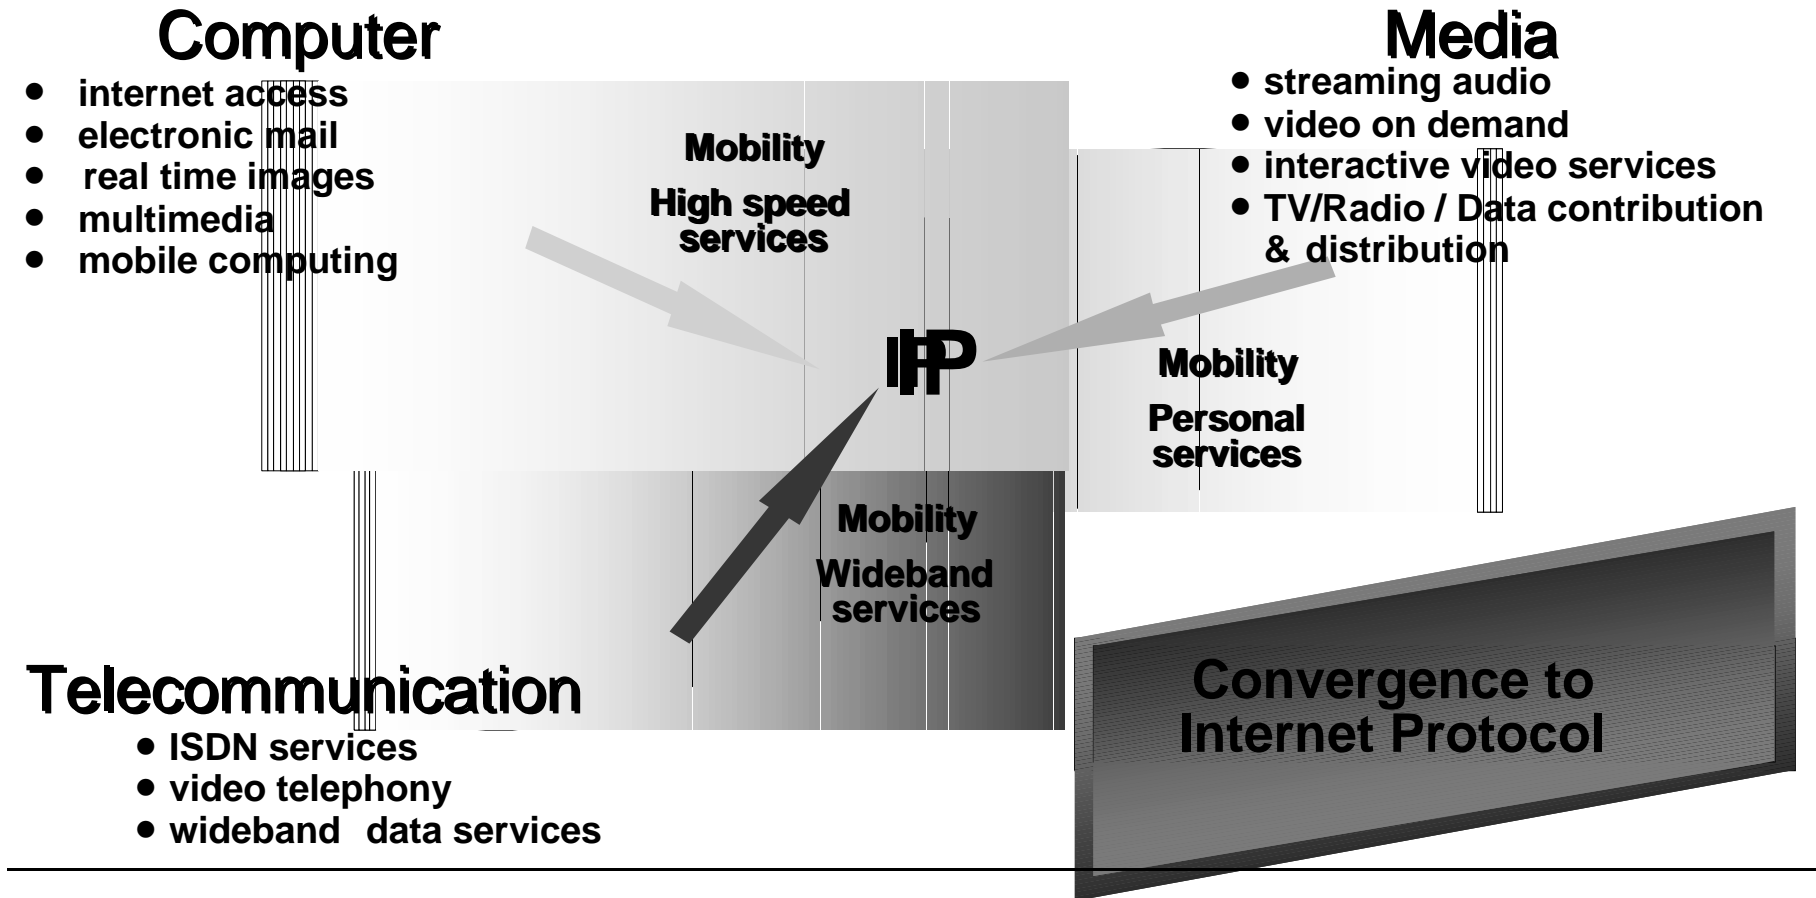 Computer
• internet access
• electronic mail
• real time images
• multimedia
• mobile computing
Media
• streaming audio
• video on demand
• interactive video services
• TV/Radio / Data contribution
& distribution
Mobility
High speed
services
IP
Mobility
Personal
services
Mobility
Wideband
services
Telecommunication
• ISDN services
• video telephony
• wideband data services
Convergence to
Internet Protocol